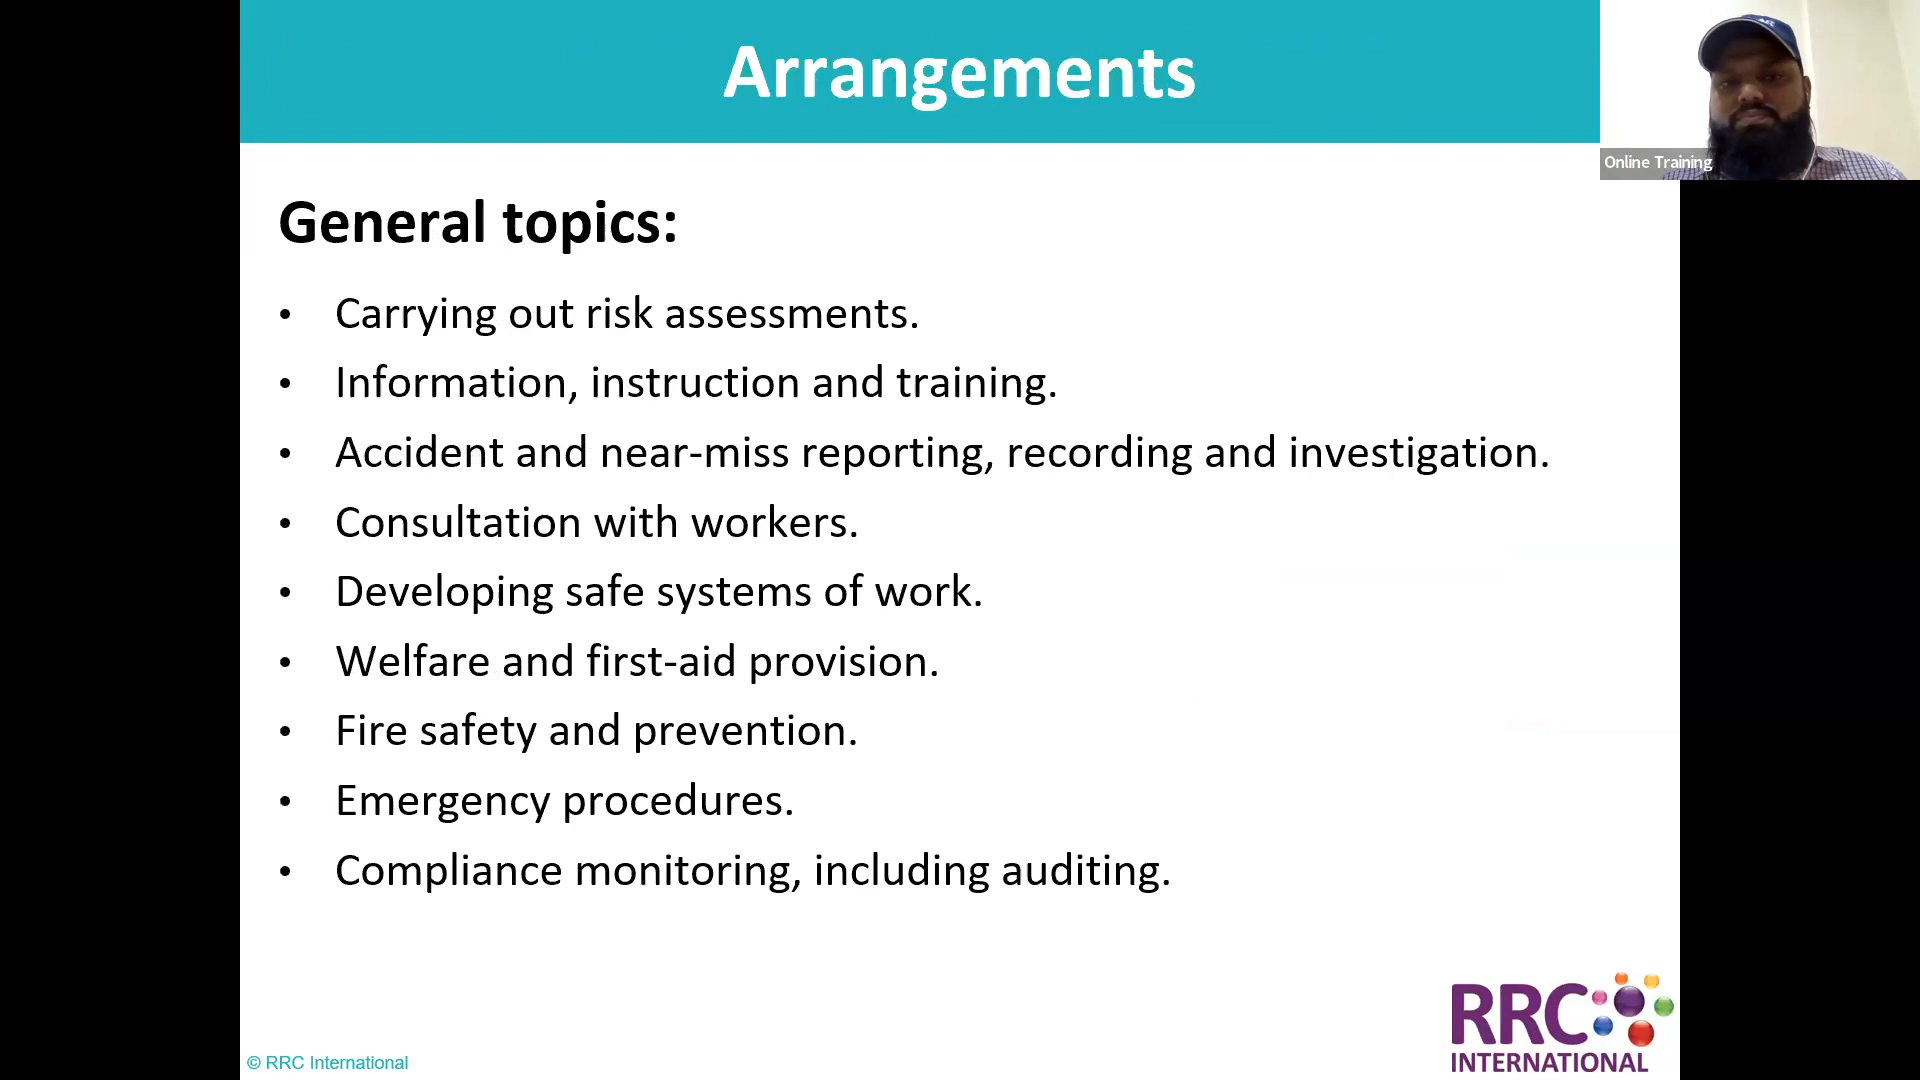 Arrangements
Online Training
General topics:
• Carrying out risk assessments.
• Information, instruction and training.
• Accident and near-miss reporting, recording and investigation.
• Consultation with workers.
• Developing safe systems of work.
• Welfare and first-aid provision.
• Fire safety and prevention.
• Emergency procedures.
• Compliance monitoring, including auditing.
RRC
INTERNATIONAL
© RRC International